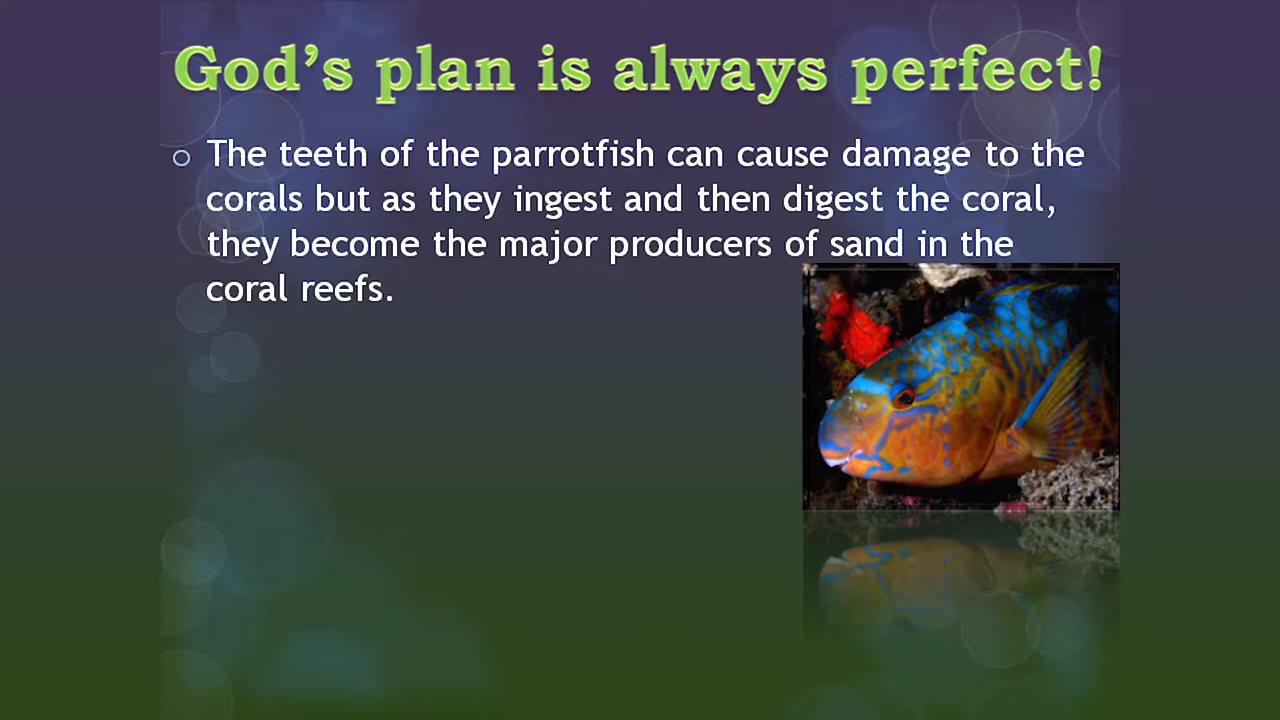 God’s plan is always perfect!
The teeth of the parrotfish can cause damage to the
corals but as they ingest and then digest the coral,
they become the major producers of sand in the
coral reefs.